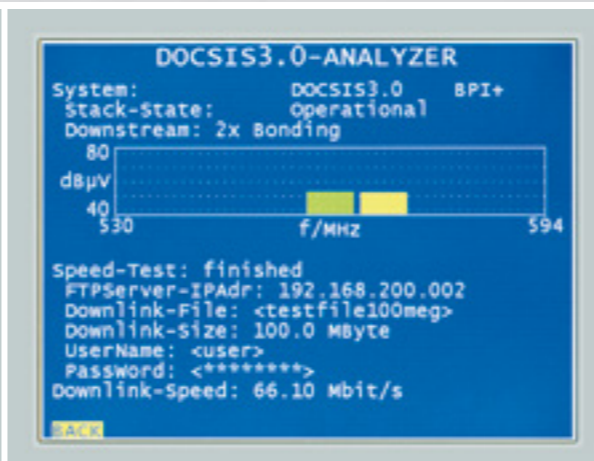 DOCSIS3.0-ANALYZER
System: DOCSIS3.0 BPI+
Stack-State: Operational
Downstream: 2x Bonding
80
dBµV
40
530 f/MHz 594
Speed-Test: finished
FTPServer-IPAdr: 192.168.200.002
Downlink-File: <testfile100meg>
Downlink-Size: 100.0 MByte
UserName: <user>
PassWord: <********>
Downlink-Speed: 66.10 Mbit/s
BACK